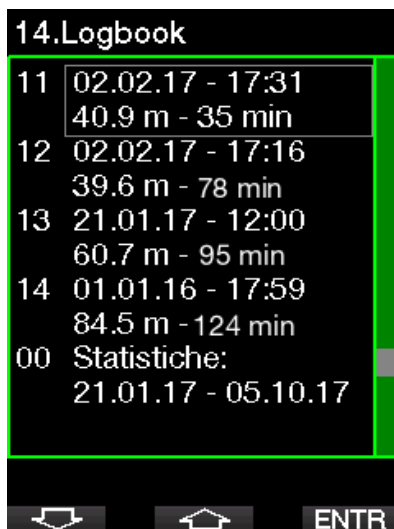 14.Logbook
11 02.02.17 - 17:31
40.9 m - 35 min
12 02.02.17 - 17:16
39.6 m - 78 min
13 21.01.17 - 12:00
60.7 m - 95 min
14 01.01.16 - 17:59
84.5 m - 124 min
00 Statistiche:
21.01.17 - 05.10.17
ENTR